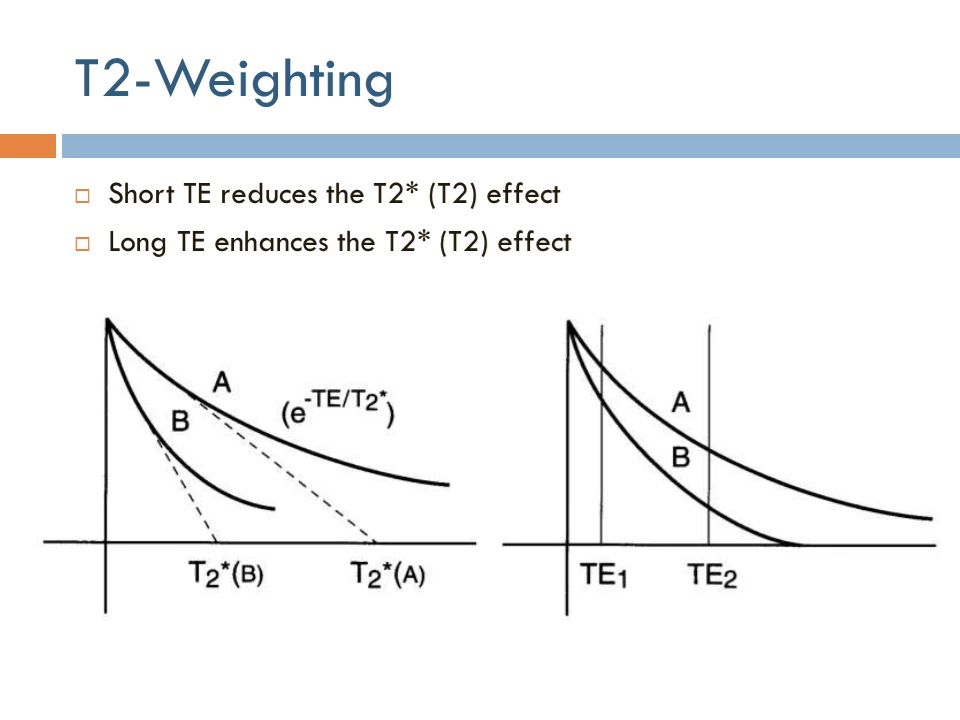 T2-Weighting
Short TE reduces the T2* (T2) effect
Long TE enhances the T2* (T2) effect
A
B
(e-TE/T2*)
T2*(B)
T2*(A)
A
B
TE1
TE2